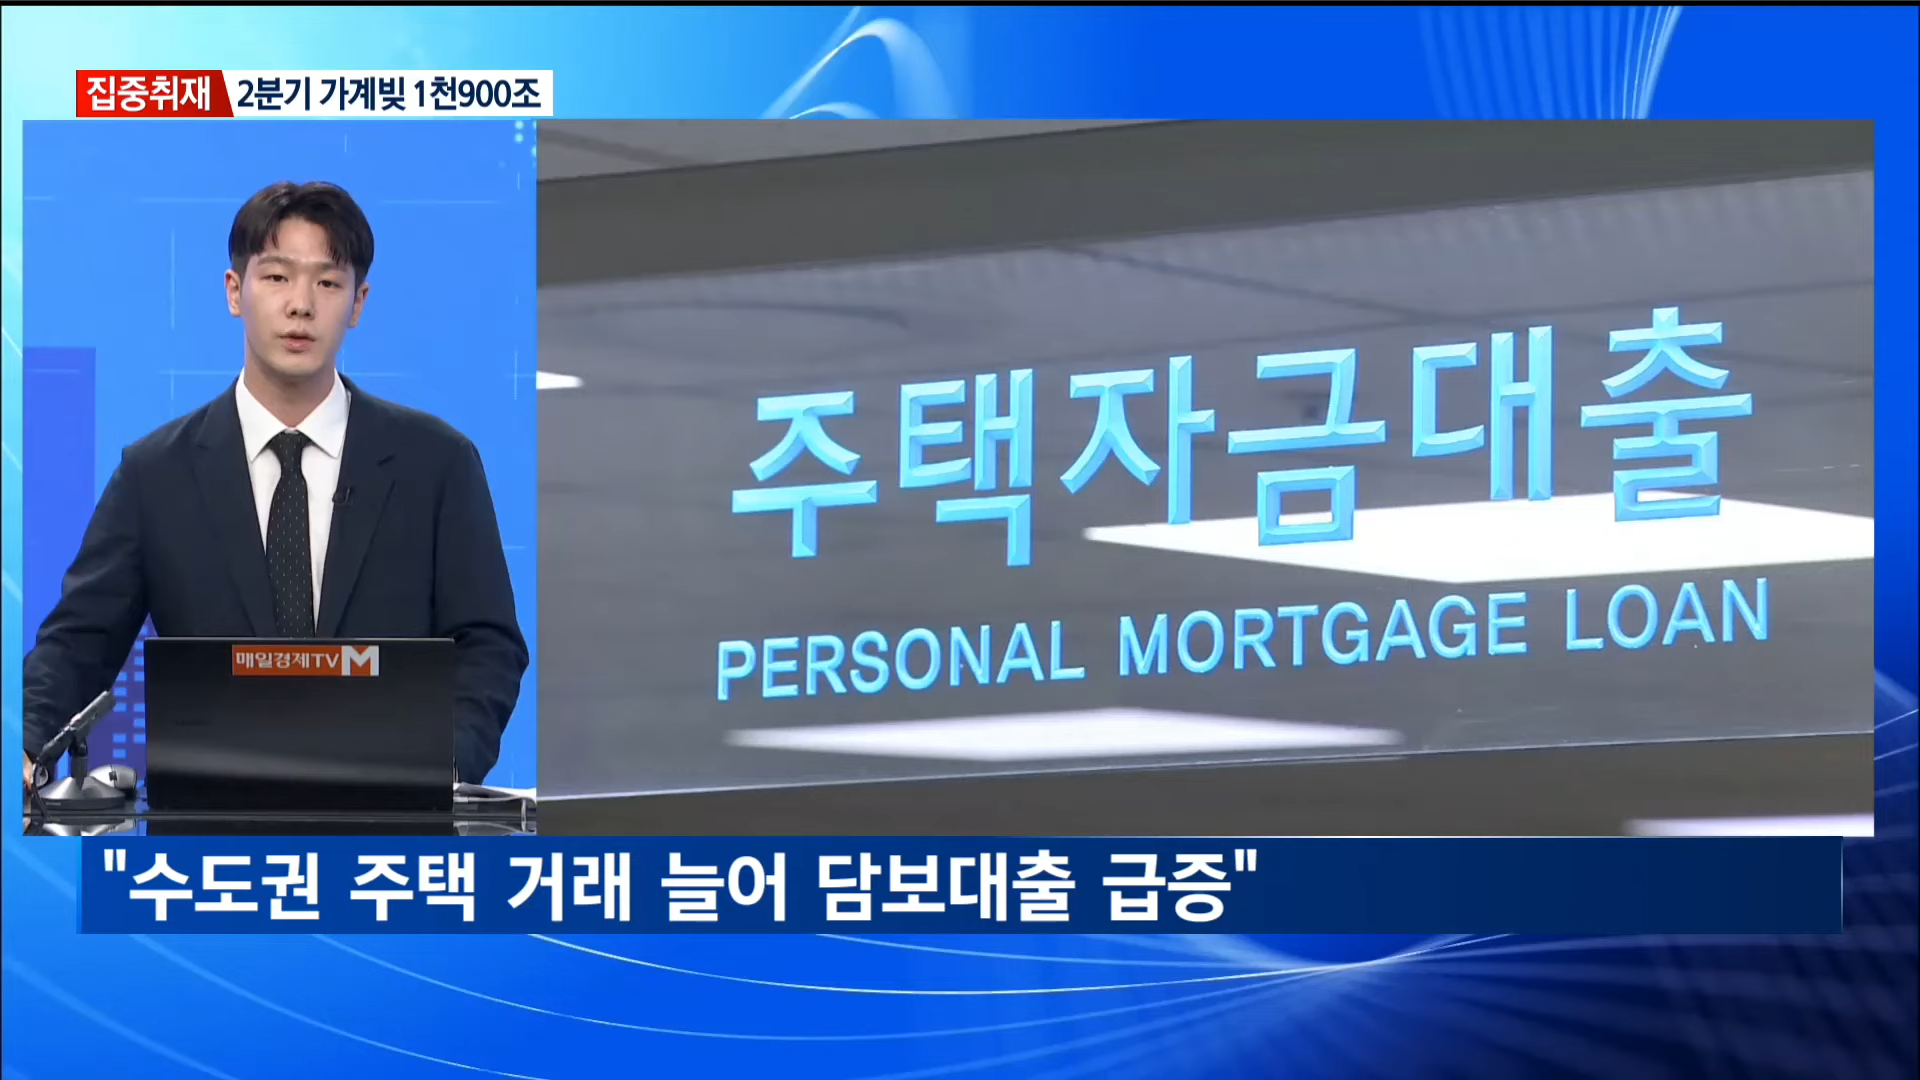 집중취재 2분기 가계빚 1천900조
주택자금대출
PERSONAL MORTGAGE LOAN
매일경제TV M
"수도권 주택 거래 늘어 담보대출 급증"